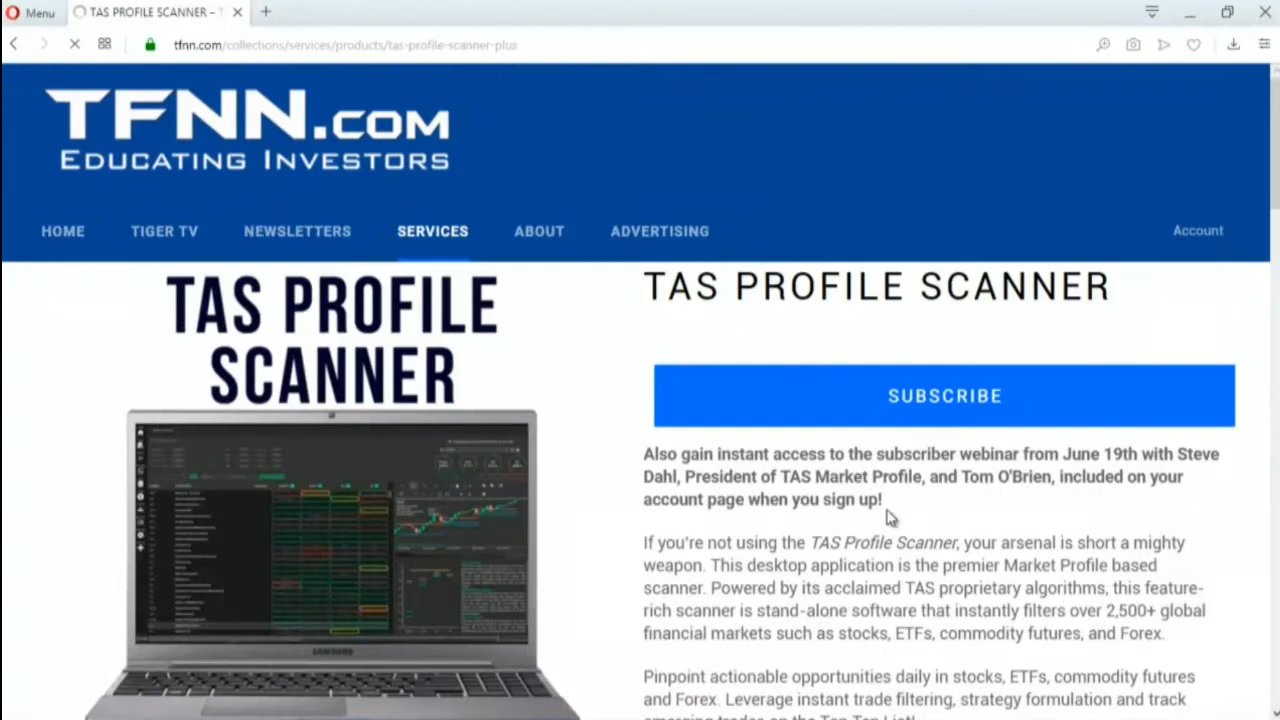 Menu
TAS PROFILE SCANNER – T
tfnn.com/collections/services/products/tas-profile-scanner-plus
TFNN.COM
EDUCATING INVESTORS
HOME TIGER TV NEWSLETTERS SERVICES ABOUT ADVERTISING Account
TAS PROFILE
SCANNER
SAMSUNG
TAS PROFILE SCANNER
SUBSCRIBE
Also gain instant access to the subscriber webinar from June 19th with Steve
Dahl, President of TAS Market Profile, and Tom O'Brien, included on your
account page when you sign up!
If you're not using the TAS Profile Scanner, your arsenal is short a mighty
weapon. This desktop application is the premier Market Profile based
scanner. Powered by its acclaimed TAS proprietary algorithms, this feature-
rich scanner is stand-alone software that instantly filters over 2,500+ global
financial markets such as stocks, ETFs, commodity futures, and Forex.
Pinpoint actionable opportunities daily in stocks, ETFs, commodity futures
and Forex. Leverage instant trade filtering, strategy formulation and track
emerging trades on the Top Ten List!